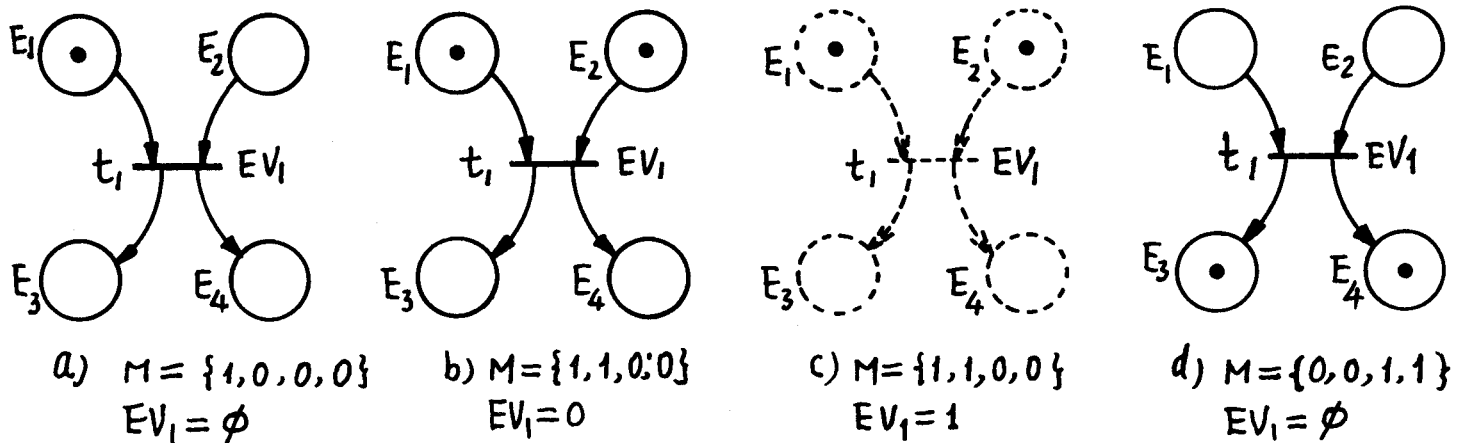 E₁ E₂ E₁ E₂ E₁ E₂ E₁ E₂
t₁ EV₁ t₁ EV₁ t₁ EV₁ t₁ EV1
E₃ E₄ E₃ E₄ E₃ E₄ E₃ E₄
a) M = {1,0,0,0} b) M={1,1,0,0} c) M={1,1,0,0} d) M={0,0,1,1}
EV₁ = ϕ EV₁=0 EV₁=1 EV₁=ϕ